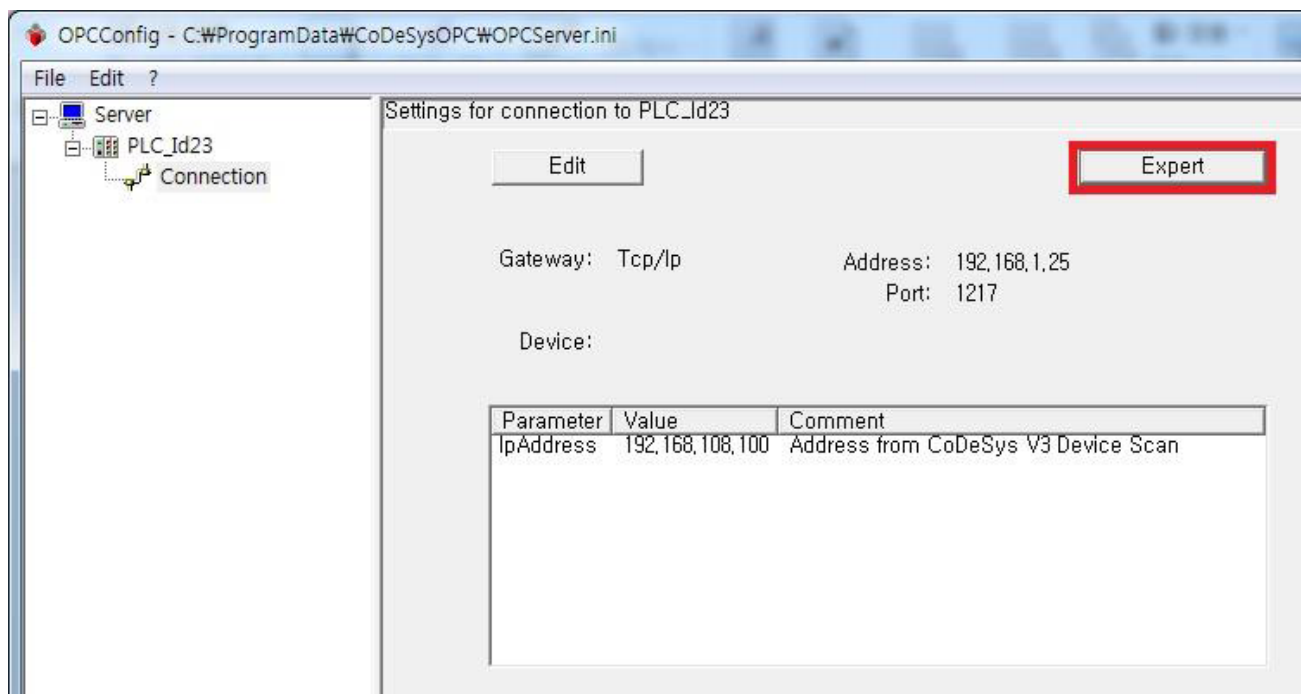 OPCConfig - C:₩ProgramData₩CoDeSysOPC₩OPCServer.ini
File Edit ?
Server
PLC_Id23
Connection
Settings for connection to PLC_Id23
Edit
Expert
Gateway: Tcp/Ip
Address: 192,168,1,25
Port: 1217
Device:
Parameter Value Comment
IpAddress 192,168,108,100 Address from CoDeSys V3 Device Scan